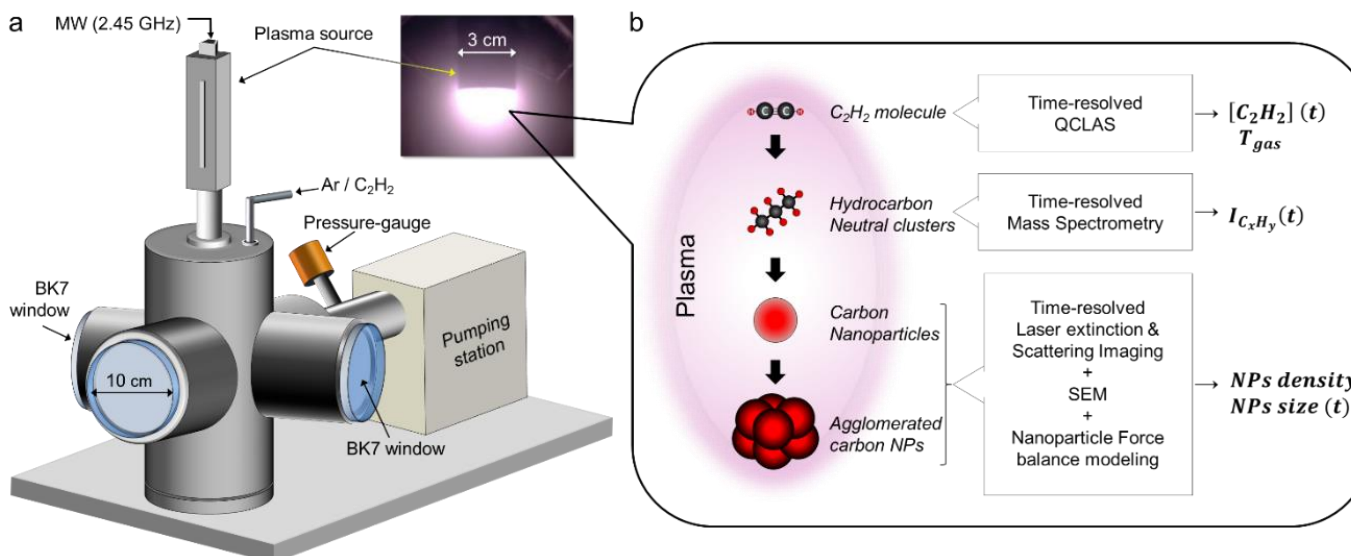 a
MW (2.45 GHz)
Plasma source
3 cm
Ar / C₂H₂
Pressure-gauge
BK7
window
10 cm
Pumping
station
BK7 window
b
Plasma
C₂H₂ molecule
H C C H
Time-resolved
QCLAS
[C₂H₂] (t)
T_gas
Hydrocarbon
Neutral clusters
Time-resolved
Mass Spectrometry
I_CxHy(t)
Carbon
Nanoparticles
Agglomerated
carbon NPs
Time-resolved
Laser extinction &
Scattering Imaging
+
SEM
+
Nanoparticle Force
balance modeling
NPs density
NPs size (t)